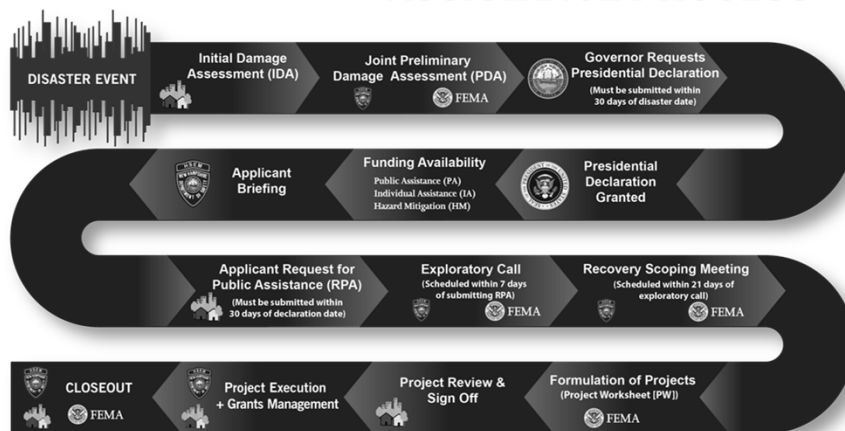 DISASTER EVENT
Initial Damage
Assessment (IDA)
Joint Preliminary
Damage Assessment (PDA)
FEMA
Governor Requests
Presidential Declaration
(Must be submitted within
30 days of disaster date)
Presidential
Declaration
Granted
Funding Availability
Public Assistance (PA)
Individual Assistance (IA)
Hazard Mitigation (HM)
Applicant
Briefing
HSEM
Applicant Request for
Public Assistance (RPA)
(Must be submitted within
30 days of declaration date)
Exploratory Call
(Scheduled within 7 days
of submitting RPA)
FEMA
Recovery Scoping Meeting
(Scheduled within 21 days of
exploratory call)
FEMA
Formulation of Projects
(Project Worksheet [PW])
FEMA
Project Review &
Sign Off
Project Execution
+ Grants Management
CLOSEOUT
FEMA